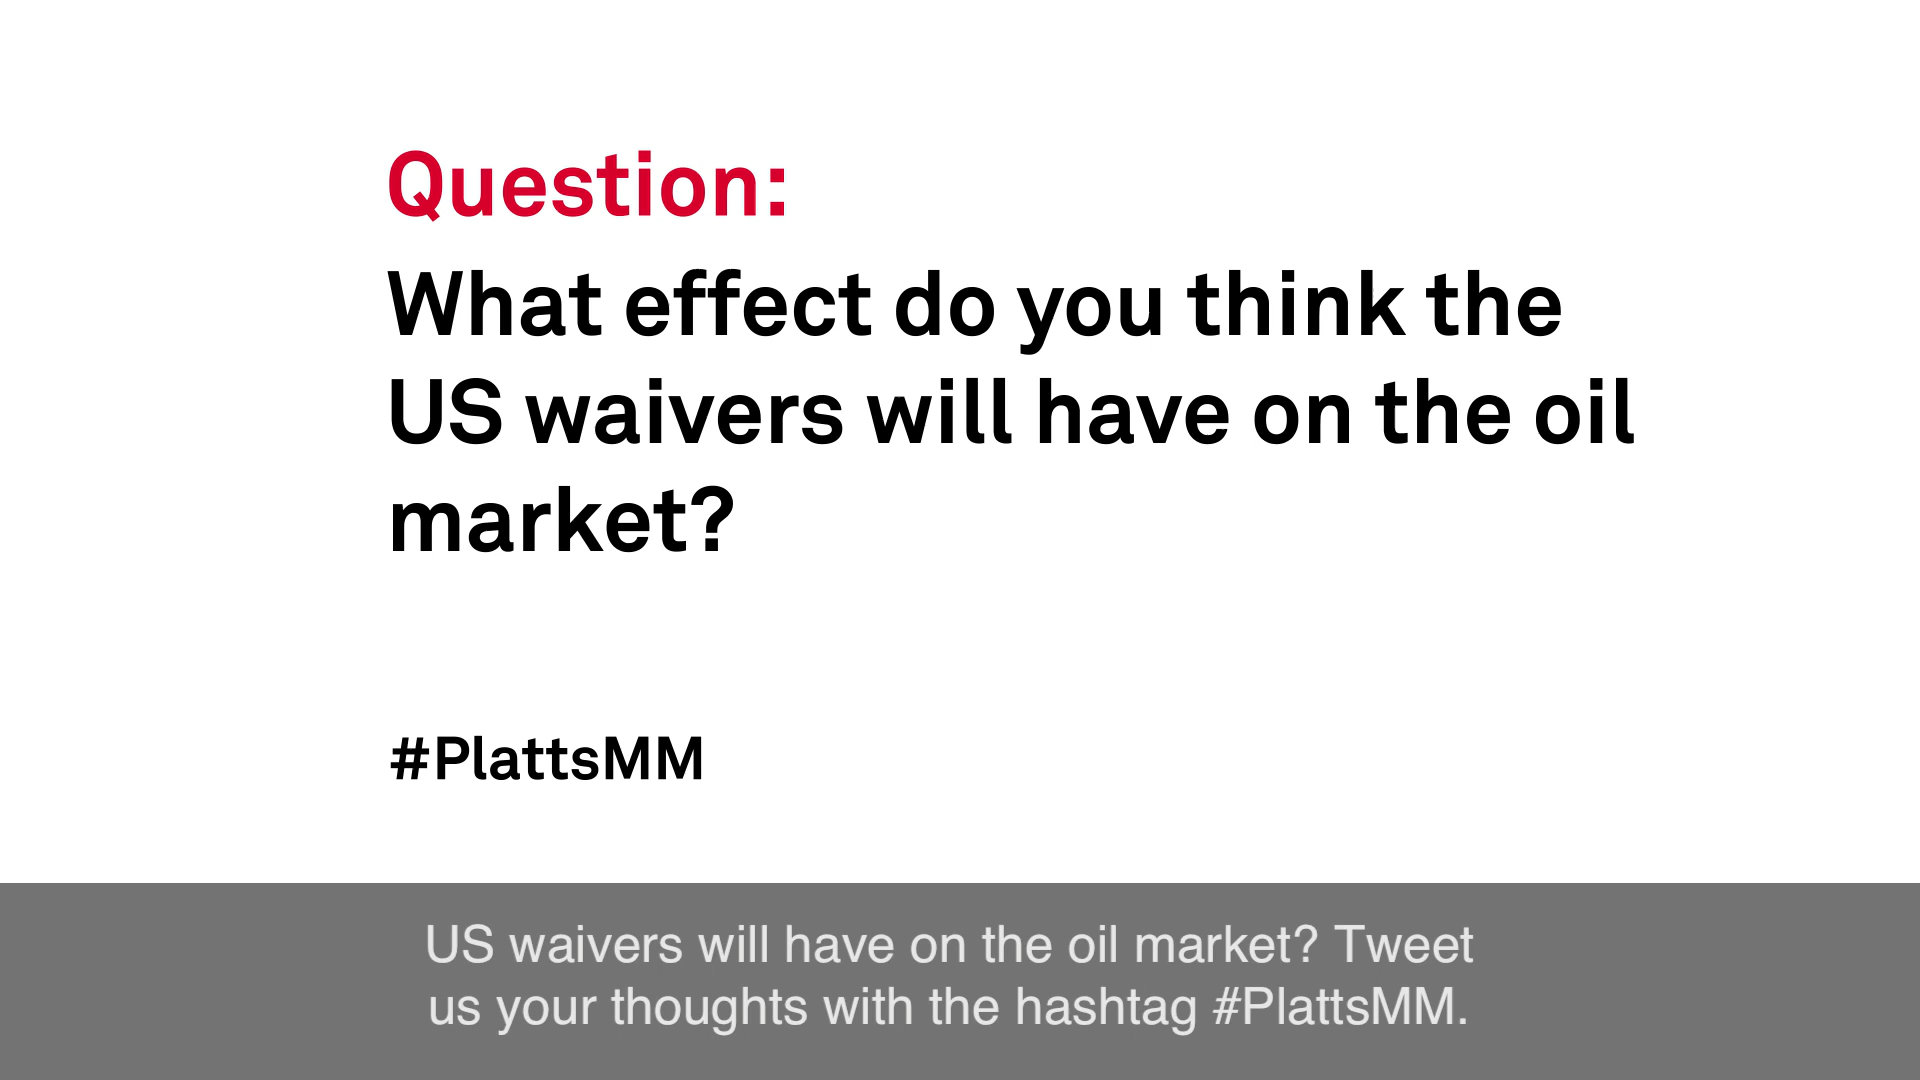 Question:
What effect do you think the
US waivers will have on the oil
market?
#PlattsMM
US waivers will have on the oil market? Tweet
us your thoughts with the hashtag #PlattsMM.